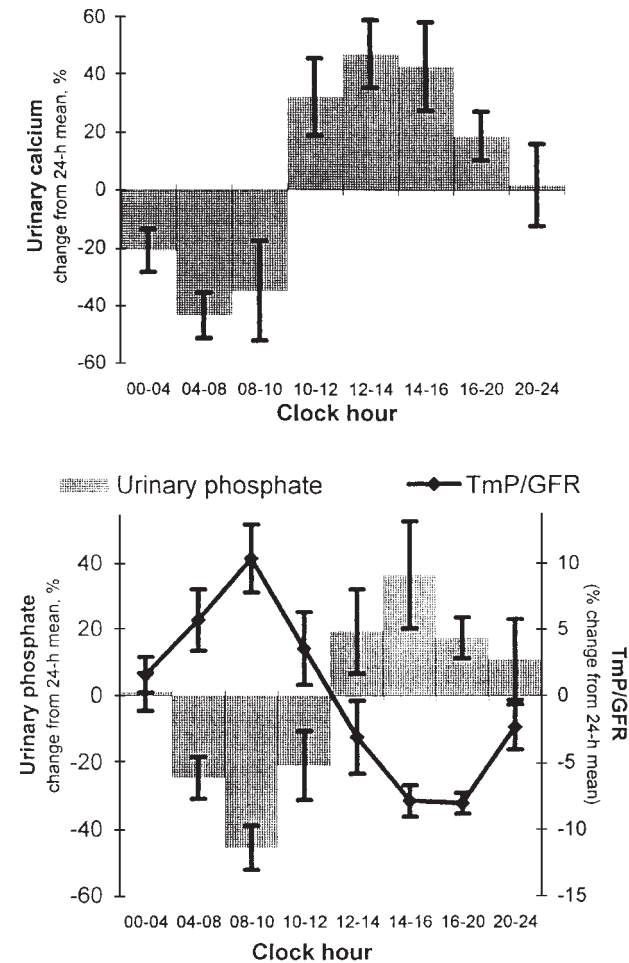 Urinary calcium
change from 24-h mean, %
60
40
20
0
-20
-40
-60
00-04 04-08 08-10 10-12 12-14 14-16 16-20 20-24
Clock hour
Urinary phosphate TmP/GFR
Urinary phosphate
change from 24-h mean, %
40
20
0
-20
-40
-60
10
5
0
-5
-10
-15
TmP/GFR
(% change from 24-h mean)
00-04 04-08 08-10 10-12 12-14 14-16 16-20 20-24
Clock hour